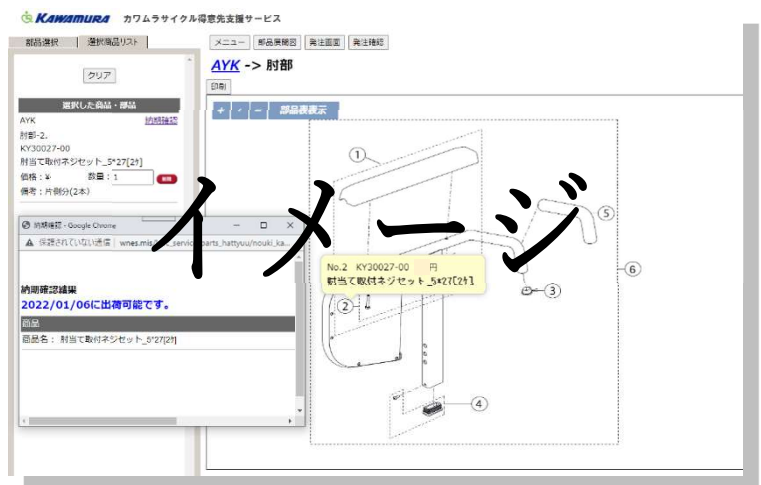 KAWAMURA カワムラサイクル得意先支援サービス
部品選択 選択商品リスト
メニュー 部品展開図 発注画面 発注確認
AYK -> 肘部
クリア
印刷
+ - 部品表表示
選択した商品・部品
AYK 納期確認
肘部-2.
KY30027-00
肘当て取付ネジセット_5*27[2ｹ]
価格：¥ 数量：1 削除
備考：片側分(2本)
イメージ
納期確認 - Google Chrome
保護されていない通信
納期確認結果
2022/01/06に出荷可能です。
商品
商品名： 肘当て取付ネジセット_5*27[2ｹ]
No.2 KY30027-00 円
肘当て取付ネジセット_5*27[2ｹ]
1
5
6
3
2
4